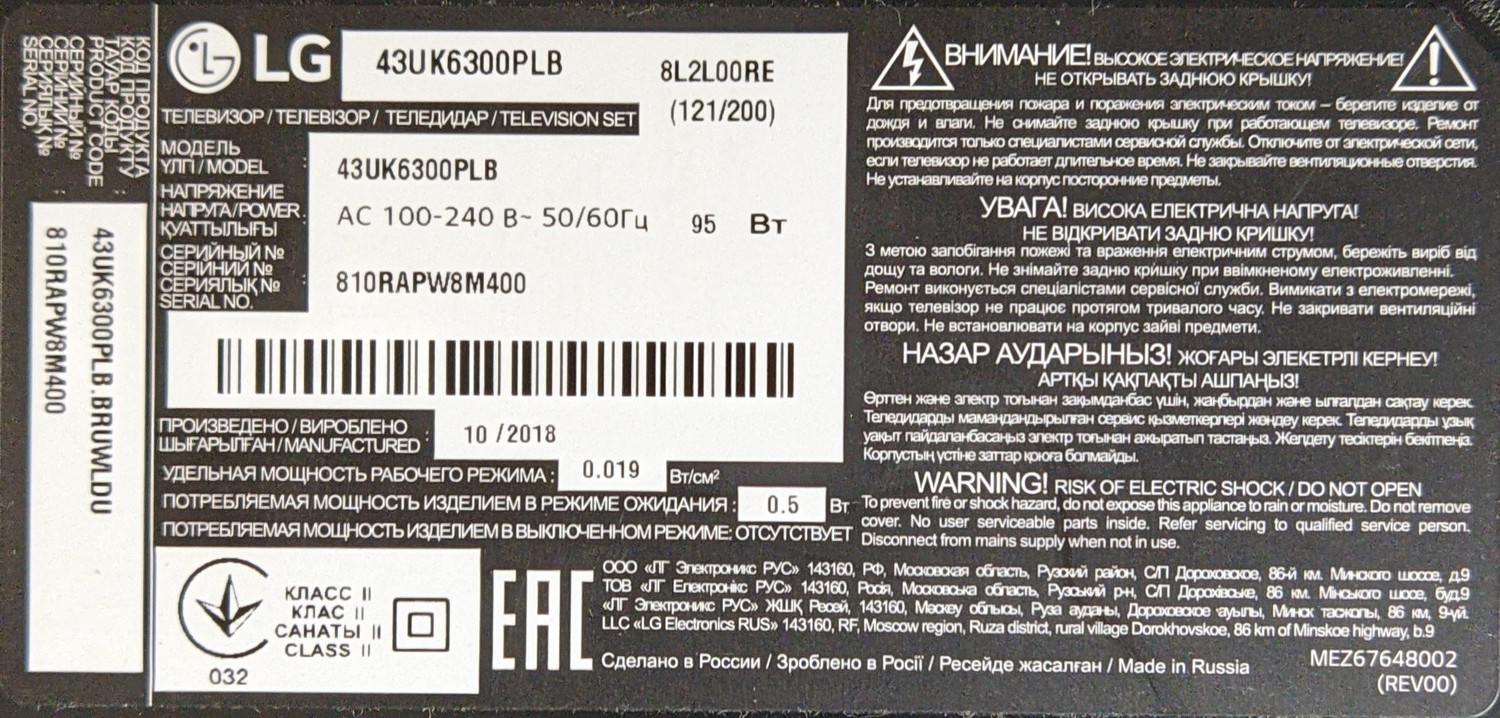 КОД ПРОДУКТА
КОД ПРОДУКТУ
ТАУАР КОДЫ
PRODUCT CODE :
СЕРИЙНЫЙ №
СЕРІЙНИЙ №
СЕРИЯЛЫҚ №
SERIAL NO. :
43UK6300PLB.BRUWLDU
810RAPW8M400
LG
43UK6300PLB
8L2L00RE
(121/200)
ТЕЛЕВИЗОР / ТЕЛЕВІЗОР / ТЕЛЕДИДАР / TELEVISION SET
МОДЕЛЬ
ҮЛГІ / MODEL :
43UK6300PLB
НАПРЯЖЕНИЕ
НАПРУГА/POWER :
ҚУАТТЫЛЫҒЫ
AC 100-240 В~ 50/60Гц 95 Вт
СЕРИЙНЫЙ №
СЕРІЙНИЙ №
СЕРИЯЛЫҚ № :
SERIAL NO.
810RAPW8M400
ПРОИЗВЕДЕНО / ВИРОБЛЕНО
ШЫҒАРЫЛҒАН / MANUFACTURED :
10 /2018
УДЕЛЬНАЯ МОЩНОСТЬ РАБОЧЕГО РЕЖИМА : 0.019 Вт/см²
ПОТРЕБЛЯЕМАЯ МОЩНОСТЬ ИЗДЕЛИЕМ В РЕЖИМЕ ОЖИДАНИЯ : 0.5 Вт
ПОТРЕБЛЯЕМАЯ МОЩНОСТЬ ИЗДЕЛИЕМ В ВЫКЛЮЧЕННОМ РЕЖИМЕ: ОТСУТСТВУЕТ
КЛАСС II
КЛАС II
САНАТЫ II
CLASS II
032
EAC
ВНИМАНИЕ! ВЫСОКОЕ ЭЛЕКТРИЧЕСКОЕ НАПРЯЖЕНИЕ!
НЕ ОТКРЫВАТЬ ЗАДНЮЮ КРЫШКУ!
Для предотвращения пожара и поражения электрическим током – берегите изделие от
дождя и влаги. Не снимайте заднюю крышку при работающем телевизоре. Ремонт
производится только специалистами сервисной службы. Отключите от электрической сети,
если телевизор не работает длительное время. Не закрывайте вентиляционные отверстия.
Не устанавливайте на корпус посторонние предметы.
УВАГА! ВИСОКА ЕЛЕКТРИЧНА НАПРУГА!
НЕ ВІДКРИВАТИ ЗАДНЮ КРИШКУ!
З метою запобігання пожежі та враження електричним струмом, бережіть виріб від
дощу та вологи. Не знімайте задню кришку при ввімкненому електроживленні.
Ремонт виконується спеціалістами сервісної служби. Вимикати з електромережі,
якщо телевізор не працює протягом тривалого часу. Не закривати вентиляційні
отвори. Не встановлювати на корпус зайві предмети.
НАЗАР АУДАРЫҢЫЗ! ЖОҒАРЫ ЭЛЕКЕТРЛІ КЕРНЕУ!
АРТҚЫ ҚАҚПАҚТЫ АШПАҢЫЗ!
Өрттен және электр тоғынан зақымданбас үшін, жаңбырдан және ылғалдан сақтау керек.
Теледидарды мамандандырылған сервис қызметкерлері жөндеу керек. Теледидарды ұзық
уақыт пайдаланбасаңыз электр тоғынан ажыратып тастаңыз. Желдету тесіктерін бекітпеңіз.
Корпустың үстіне заттар қоюға болмайды.
WARNING! RISK OF ELECTRIC SHOCK / DO NOT OPEN
To prevent fire or shock hazard, do not expose this appliance to rain or moisture. Do not remove
cover. No user serviceable parts inside. Refer servicing to qualified service person.
Disconnect from mains supply when not in use.
ООО «ЛГ Электроникс РУС» 143160, РФ, Московская область, Рузский район, С/П Дороховское, 86-й км. Минского шоссе, д.9
ТОВ «ЛГ Електронікс РУС» 143160, Росія, Московська область, Рузський р-н, С/П Дорохівське, 86 км. Мінського шосе, буд.9
«ЛГ Электроникс РУС» ЖШҚ Ресей, 143160, Мәскеу облысы, Руза ауданы, Дороховское ауылы, Минск тасжолы, 86 км, 9-үй.
LLC «LG Electronics RUS» 143160, RF, Moscow region, Ruza district, rural village Dorokhovskoe, 86 km of Minskoe highway, b.9
Сделано в России / Зроблено в Росії / Ресейде жасалған / Made in Russia
MEZ67648002
(REV00)